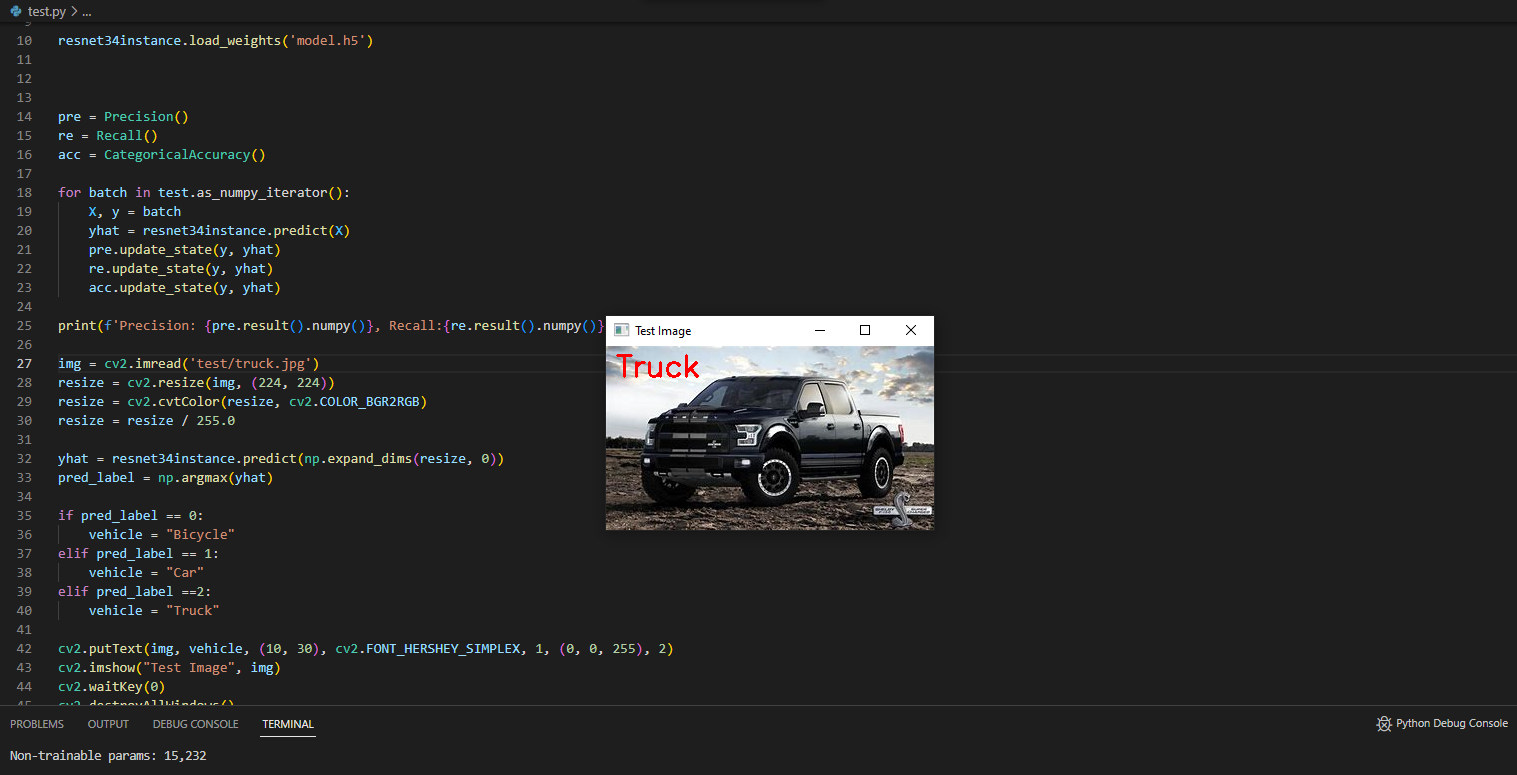 test.py > ...
9
10 resnet34instance.load_weights('model.h5')
11
12
13
14 pre = Precision()
15 re = Recall()
16 acc = CategoricalAccuracy()
17
18 for batch in test.as_numpy_iterator():
19 X, y = batch
20 yhat = resnet34instance.predict(X)
21 pre.update_state(y, yhat)
22 re.update_state(y, yhat)
23 acc.update_state(y, yhat)
24
25 print(f'Precision: {pre.result().numpy()}, Recall:{re.result().numpy()}
26
27 img = cv2.imread('test/truck.jpg')
28 resize = cv2.resize(img, (224, 224))
29 resize = cv2.cvtColor(resize, cv2.COLOR_BGR2RGB)
30 resize = resize / 255.0
31
32 yhat = resnet34instance.predict(np.expand_dims(resize, 0))
33 pred_label = np.argmax(yhat)
34
35 if pred_label == 0:
36 vehicle = "Bicycle"
37 elif pred_label == 1:
38 vehicle = "Car"
39 elif pred_label ==2:
40 vehicle = "Truck"
41
42 cv2.putText(img, vehicle, (10, 30), cv2.FONT_HERSHEY_SIMPLEX, 1, (0, 0, 255), 2)
43 cv2.imshow("Test Image", img)
44 cv2.waitKey(0)
45 cv2.destroyAllWindows()
Test Image
Truck
PROBLEMS OUTPUT DEBUG CONSOLE TERMINAL
Python Debug Console
Non-trainable params: 15,232